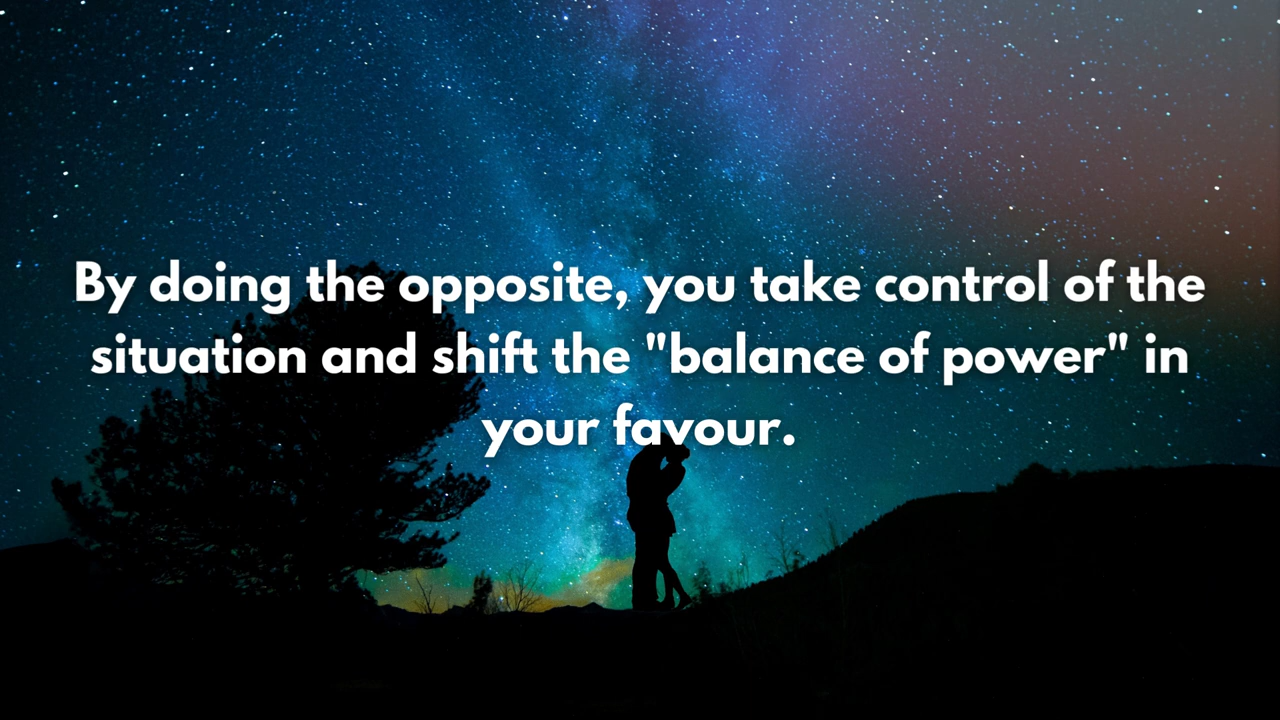 By doing the opposite, you take control of the
situation and shift the "balance of power" in
your favour.